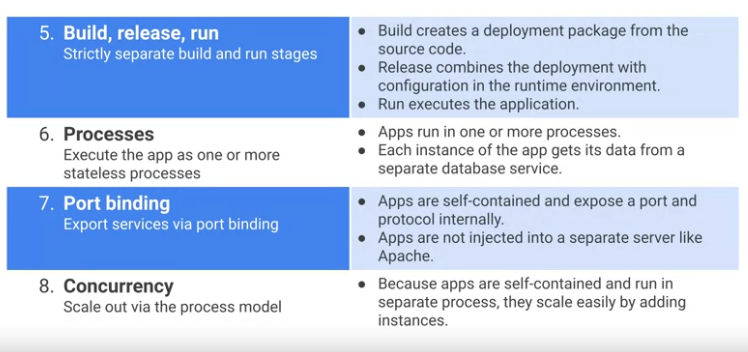 5. Build, release, run
Strictly separate build and run stages
● Build creates a deployment package from the
source code.
● Release combines the deployment with
configuration in the runtime environment.
● Run executes the application.
6. Processes
Execute the app as one or more
stateless processes
● Apps run in one or more processes.
● Each instance of the app gets its data from a
separate database service.
7. Port binding
Export services via port binding
● Apps are self-contained and expose a port and
protocol internally.
● Apps are not injected into a separate server like
Apache.
8. Concurrency
Scale out via the process model
● Because apps are self-contained and run in
separate process, they scale easily by adding
instances.